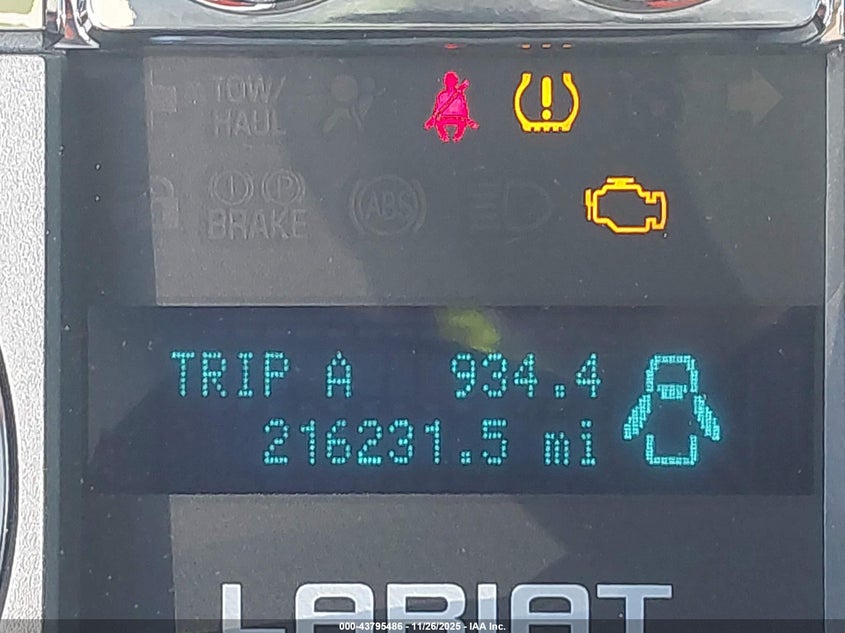 TOW/
HAUL
BRAKE
ABS
TRIP A 934.4
216231.5 mi
LARIAT
000-43795486 - 11/26/2025 - IAA Inc.